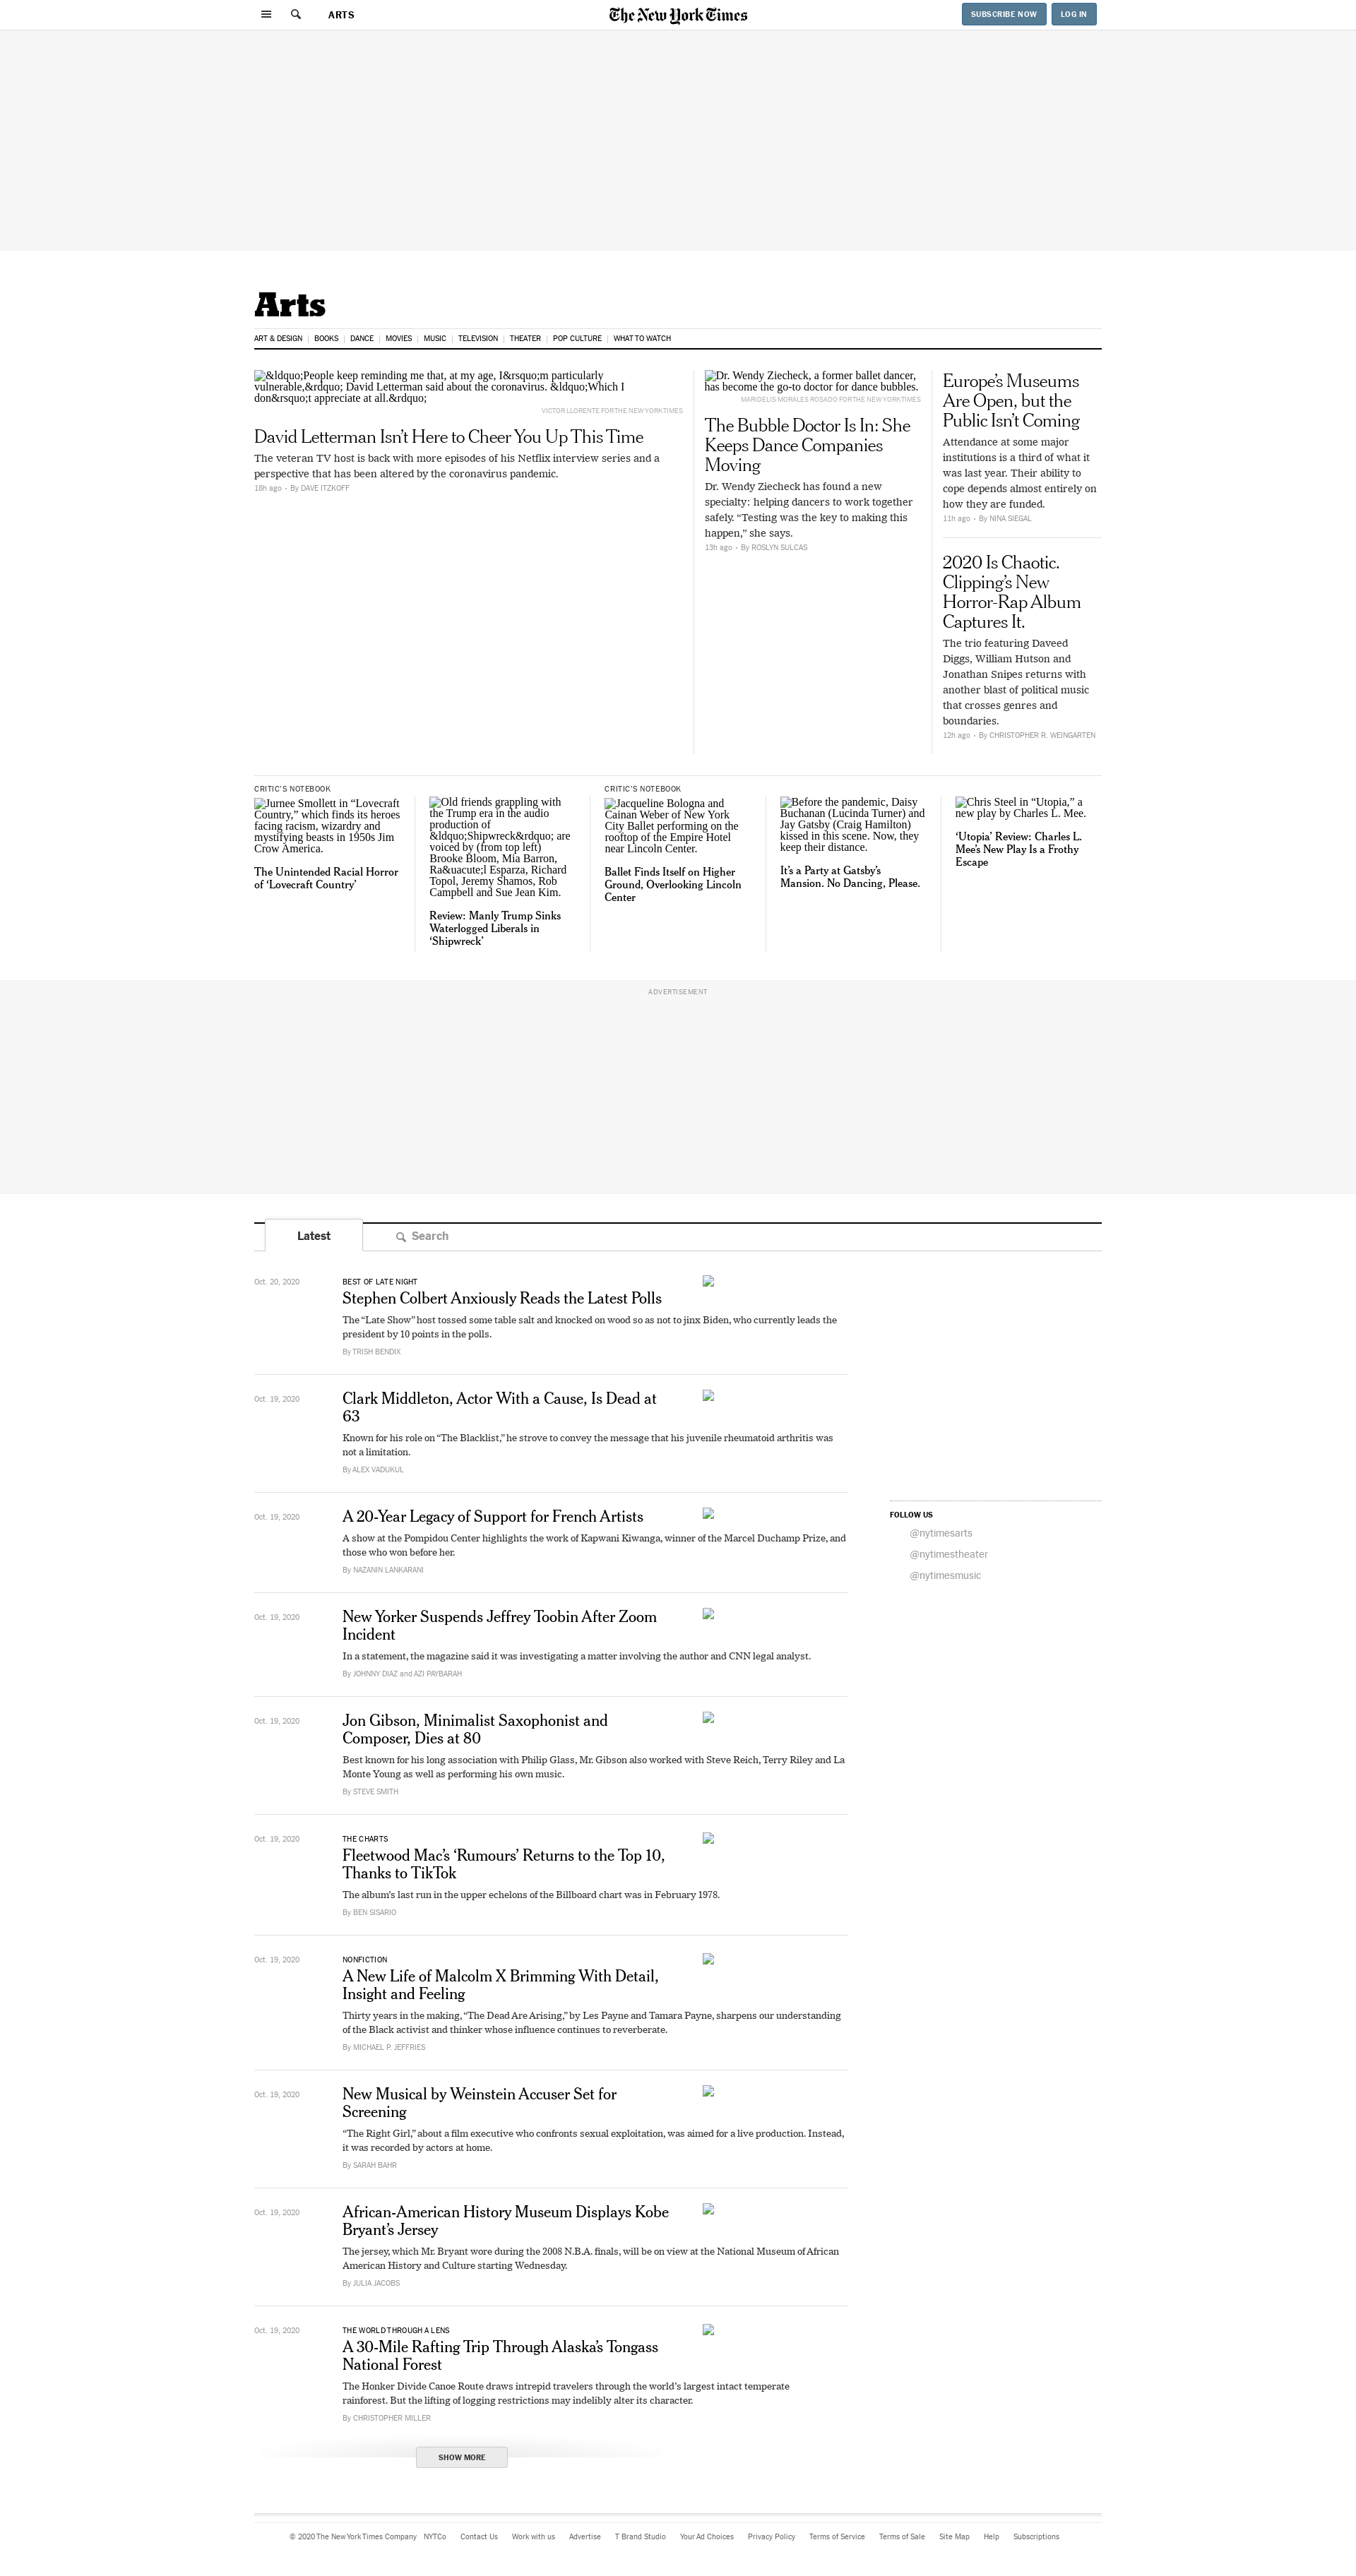 ARTS
The New York Times
SUBSCRIBE NOW
LOG IN
Arts
ART & DESIGN
BOOKS
DANCE
MOVIES
MUSIC
TELEVISION
THEATER
POP CULTURE
WHAT TO WATCH
&ldquo;People keep reminding me that, at my age, I&rsquo;m particularly
vulnerable,&rdquo; David Letterman said about the coronavirus. &ldquo;Which I
don&rsquo;t appreciate at all.&rdquo;
VICTOR LLORENTE FOR THE NEW YORK TIMES
David Letterman Isn’t Here to Cheer You Up This Time
The veteran TV host is back with more episodes of his Netflix interview series and a
perspective that has been altered by the coronavirus pandemic.
18h ago • By DAVE ITZKOFF
Dr. Wendy Ziecheck, a former ballet dancer,
has become the go-to doctor for dance bubbles.
MARIDELIS MORALES ROSADO FOR THE NEW YORK TIMES
The Bubble Doctor Is In: She
Keeps Dance Companies
Moving
Dr. Wendy Ziecheck has found a new
specialty: helping dancers to work together
safely. “Testing was the key to making this
happen,” she says.
13h ago • By ROSLYN SULCAS
Europe’s Museums
Are Open, but the
Public Isn’t Coming
Attendance at some major
institutions is a third of what it
was last year. Their ability to
cope depends almost entirely on
how they are funded.
11h ago • By NINA SIEGAL
2020 Is Chaotic.
Clipping’s New
Horror-Rap Album
Captures It.
The trio featuring Daveed
Diggs, William Hutson and
Jonathan Snipes returns with
another blast of political music
that crosses genres and
boundaries.
12h ago • By CHRISTOPHER R. WEINGARTEN
CRITIC’S NOTEBOOK
Jurnee Smollett in “Lovecraft
Country,” which finds its heroes
facing racism, wizardry and
mystifying beasts in 1950s Jim
Crow America.
The Unintended Racial Horror
of ‘Lovecraft Country’
Old friends grappling with
the Trump era in the audio
production of
&ldquo;Shipwreck&rdquo; are
voiced by (from top left)
Brooke Bloom, Mia Barron,
Ra&uacute;l Esparza, Richard
Topol, Jeremy Shamos, Rob
Campbell and Sue Jean Kim.
Review: Manly Trump Sinks
Waterlogged Liberals in
‘Shipwreck’
CRITIC’S NOTEBOOK
Jacqueline Bologna and
Cainan Weber of New York
City Ballet performing on the
rooftop of the Empire Hotel
near Lincoln Center.
Ballet Finds Itself on Higher
Ground, Overlooking Lincoln
Center
Before the pandemic, Daisy
Buchanan (Lucinda Turner) and
Jay Gatsby (Craig Hamilton)
kissed in this scene. Now, they
keep their distance.
It’s a Party at Gatsby’s
Mansion. No Dancing, Please.
Chris Steel in “Utopia,” a
new play by Charles L. Mee.
‘Utopia’ Review: Charles L.
Mee’s New Play Is a Frothy
Escape
ADVERTISEMENT
Latest
Search
Oct. 20, 2020
BEST OF LATE NIGHT
Stephen Colbert Anxiously Reads the Latest Polls
The “Late Show” host tossed some table salt and knocked on wood so as not to jinx Biden, who currently leads the
president by 10 points in the polls.
By TRISH BENDIX
Oct. 19, 2020
Clark Middleton, Actor With a Cause, Is Dead at
63
Known for his role on “The Blacklist,” he strove to convey the message that his juvenile rheumatoid arthritis was
not a limitation.
By ALEX VADUKUL
Oct. 19, 2020
A 20-Year Legacy of Support for French Artists
A show at the Pompidou Center highlights the work of Kapwani Kiwanga, winner of the Marcel Duchamp Prize, and
those who won before her.
By NAZANIN LANKARANI
Oct. 19, 2020
New Yorker Suspends Jeffrey Toobin After Zoom
Incident
In a statement, the magazine said it was investigating a matter involving the author and CNN legal analyst.
By JOHNNY DIAZ and AZI PAYBARAH
Oct. 19, 2020
Jon Gibson, Minimalist Saxophonist and
Composer, Dies at 80
Best known for his long association with Philip Glass, Mr. Gibson also worked with Steve Reich, Terry Riley and La
Monte Young as well as performing his own music.
By STEVE SMITH
Oct. 19, 2020
THE CHARTS
Fleetwood Mac’s ‘Rumours’ Returns to the Top 10,
Thanks to TikTok
The album’s last run in the upper echelons of the Billboard chart was in February 1978.
By BEN SISARIO
Oct. 19, 2020
NONFICTION
A New Life of Malcolm X Brimming With Detail,
Insight and Feeling
Thirty years in the making, “The Dead Are Arising,” by Les Payne and Tamara Payne, sharpens our understanding
of the Black activist and thinker whose influence continues to reverberate.
By MICHAEL P. JEFFRIES
Oct. 19, 2020
New Musical by Weinstein Accuser Set for
Screening
“The Right Girl,” about a film executive who confronts sexual exploitation, was aimed for a live production. Instead,
it was recorded by actors at home.
By SARAH BAHR
Oct. 19, 2020
African-American History Museum Displays Kobe
Bryant’s Jersey
The jersey, which Mr. Bryant wore during the 2008 N.B.A. finals, will be on view at the National Museum of African
American History and Culture starting Wednesday.
By JULIA JACOBS
Oct. 19, 2020
THE WORLD THROUGH A LENS
A 30-Mile Rafting Trip Through Alaska’s Tongass
National Forest
The Honker Divide Canoe Route draws intrepid travelers through the world’s largest intact temperate
rainforest. But the lifting of logging restrictions may indelibly alter its character.
By CHRISTOPHER MILLER
SHOW MORE
FOLLOW US
@nytimesarts
@nytimestheater
@nytimesmusic
© 2020 The New York Times Company
NYTCo
Contact Us
Work with us
Advertise
T Brand Studio
Your Ad Choices
Privacy Policy
Terms of Service
Terms of Sale
Site Map
Help
Subscriptions